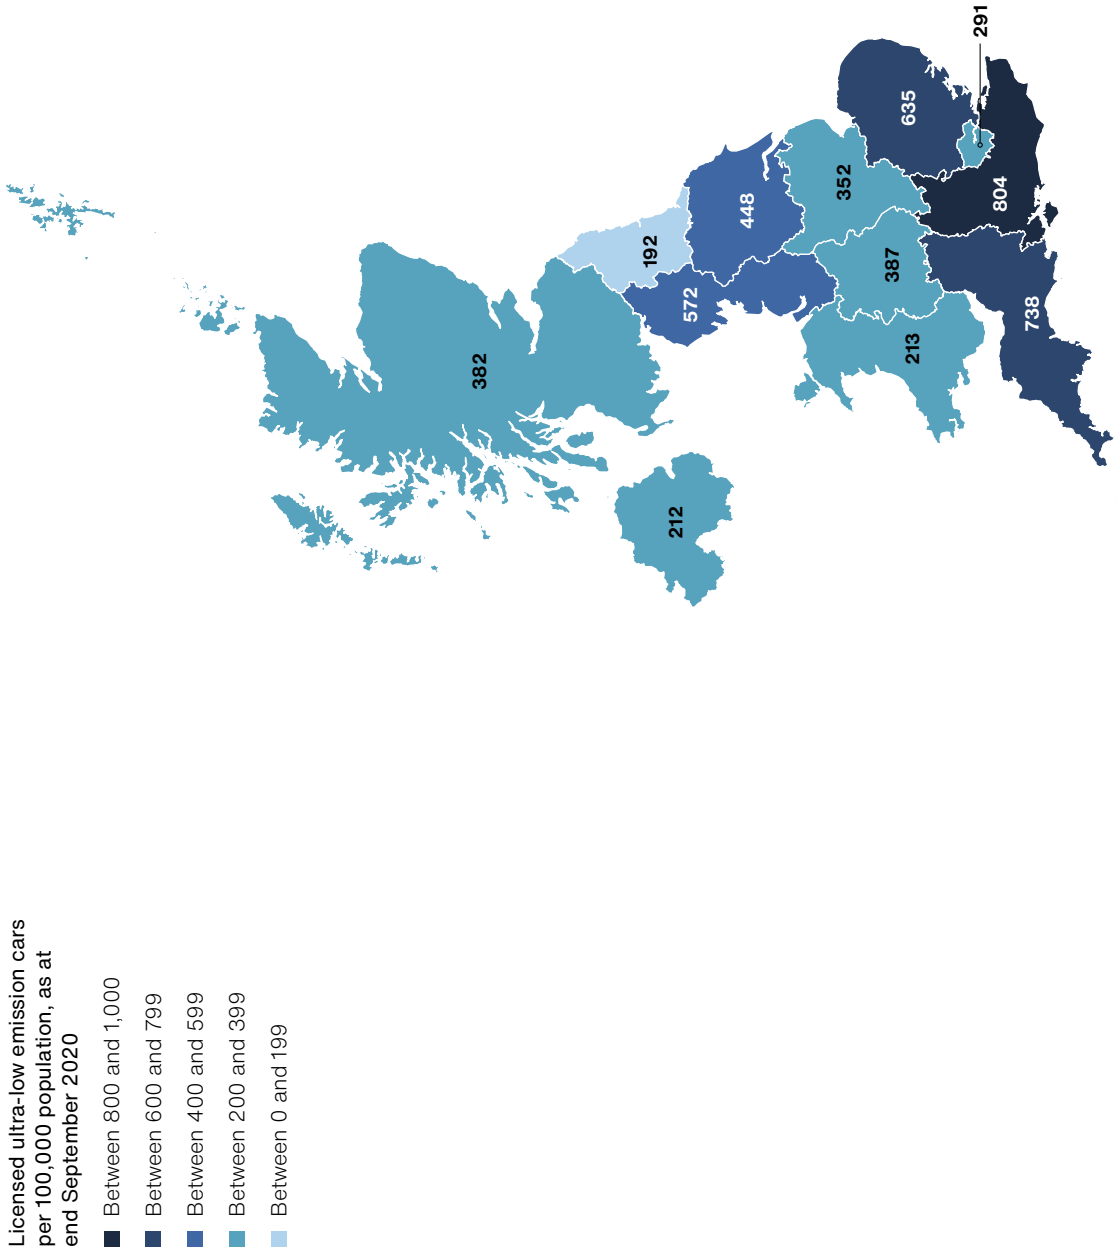 Licensed ultra-low emission cars
per 100,000 population, as at
end September 2020
Between 800 and 1,000
Between 600 and 799
Between 400 and 599
Between 200 and 399
Between 0 and 199
382
212
192
572
448
352
387
213
635
291
804
738